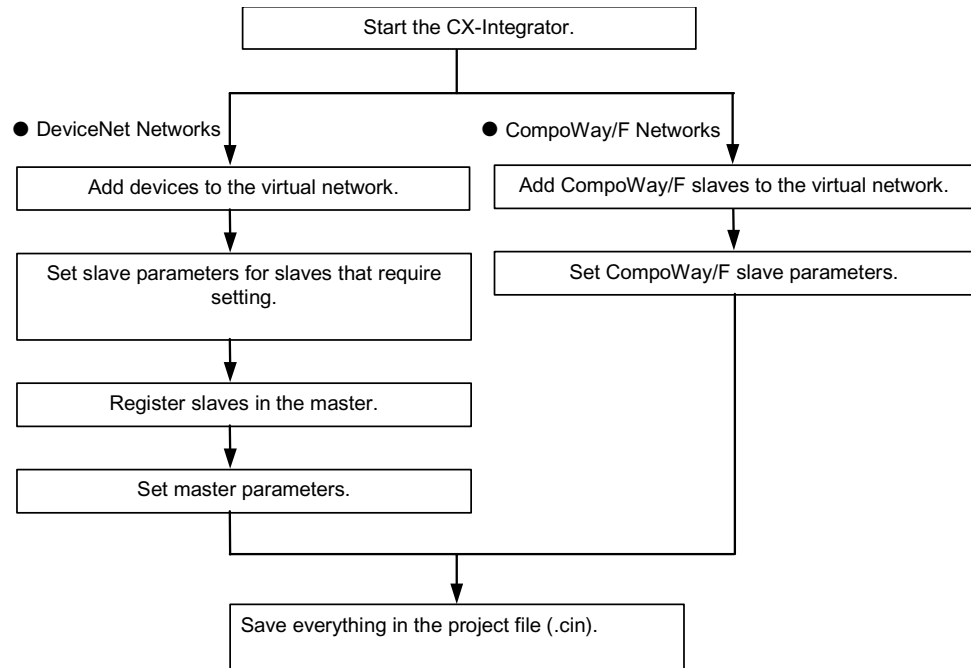 Start the CX-Integrator.
● DeviceNet Networks
Add devices to the virtual network.
Set slave parameters for slaves that require
setting.
Register slaves in the master.
Set master parameters.
● CompoWay/F Networks
Add CompoWay/F slaves to the virtual network.
Set CompoWay/F slave parameters.
Save everything in the project file (.cin).